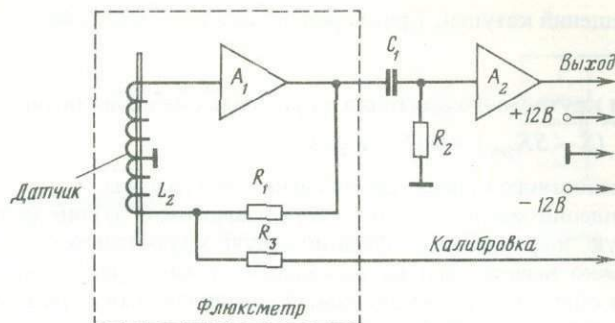 A₁
C₁
A₂
Выход
+12В
R₂
-12В
Датчик
L₂
R₁
R₃
Калибровка
Флюксметр